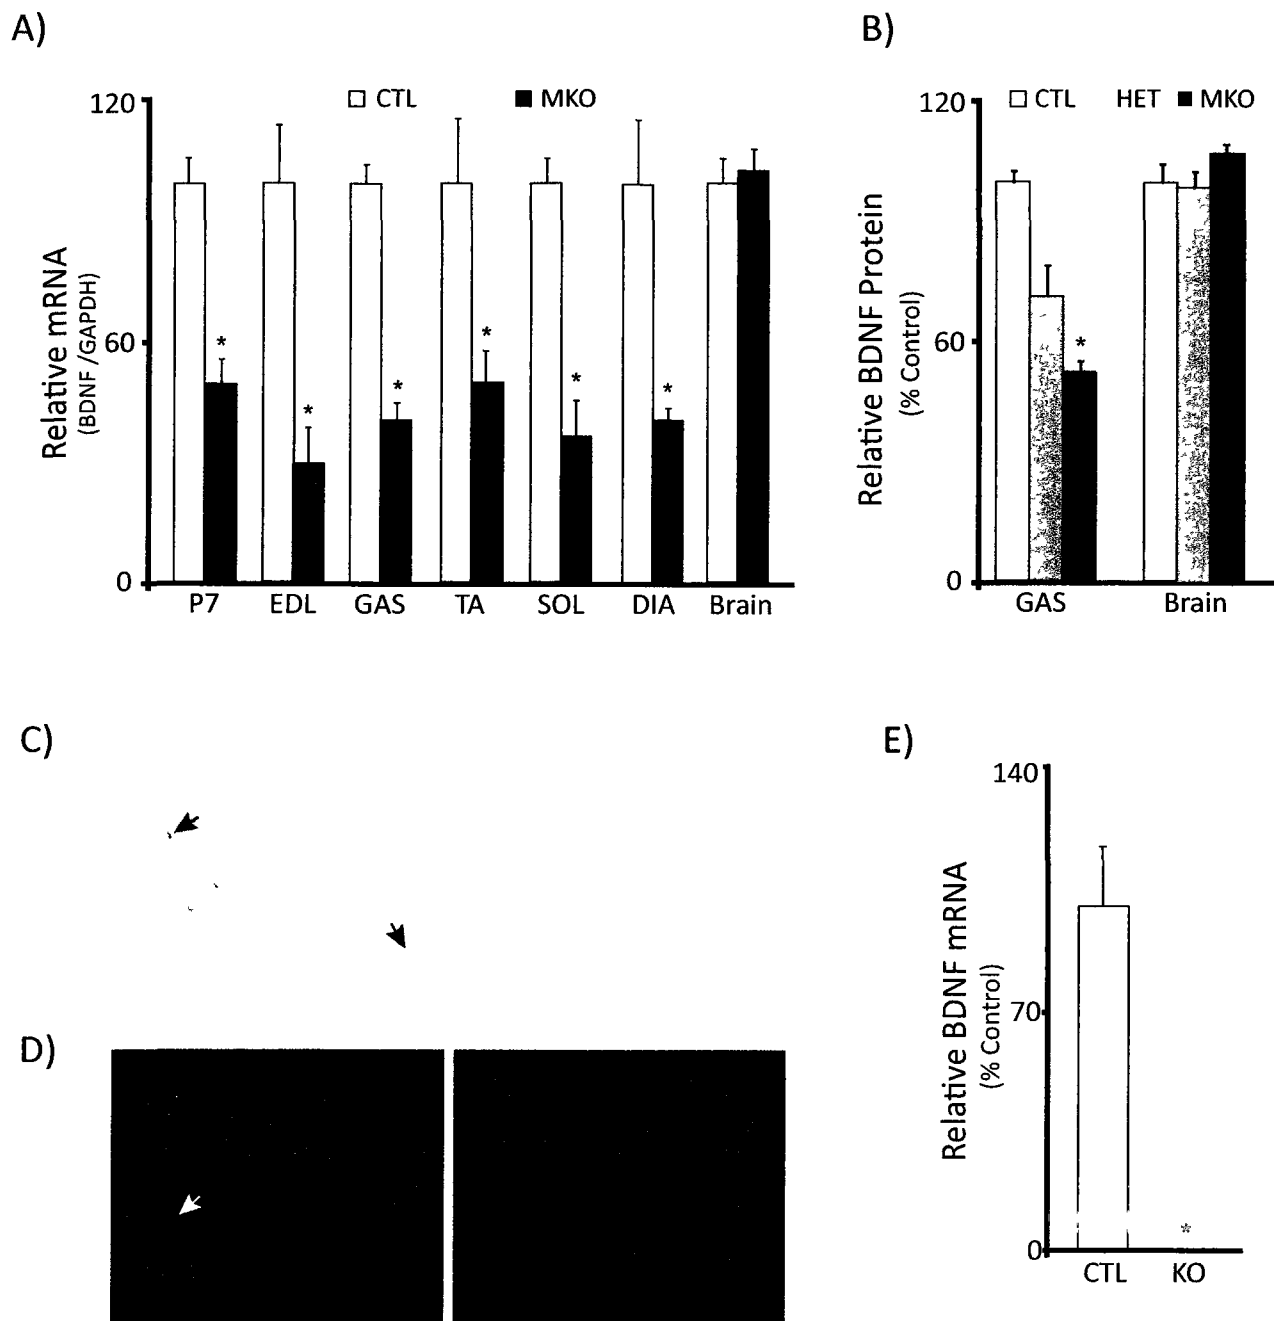 A)
CTL MKO
120
60
0
Relative mRNA
(BDNF /GAPDH)
* * * * * *
P7 EDL GAS TA SOL DIA Brain
B)
CTL HET MKO
120
60
0
Relative BDNF Protein
(% Control)
*
GAS Brain
C)
D)
E)
140
70
0
Relative BDNF mRNA
(% Control)
*
CTL KO